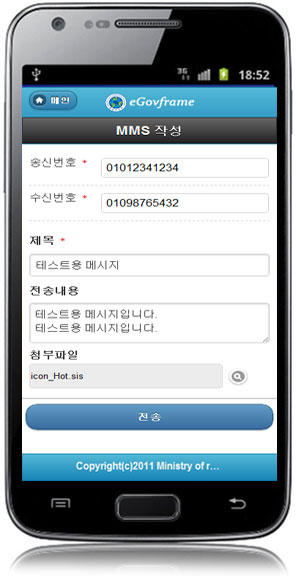 3G 18:52
메인 eGovframe
MMS 작성
송신번호 * 01012341234
수신번호 * 01098765432
제목 *
테스트용 메시지
전송내용
테스트용 메시지입니다.
테스트용 메시지입니다.
첨부파일
icon_Hot.sis
전송
Copyright(c)2011 Ministry of r...